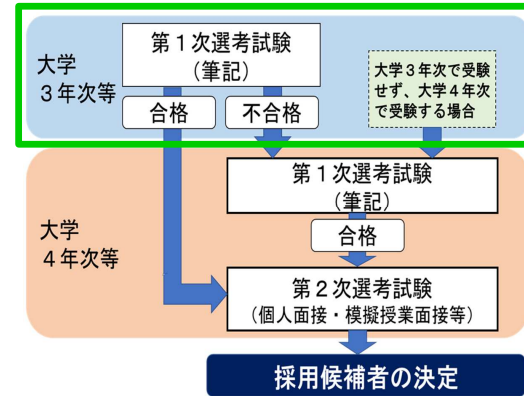 第１次選考試験
（筆記）
大学
３年次等
合格
不合格
大学３年次で受験
せず、大学４年次
で受験する場合
第１次選考試験
（筆記）
合格
大学
４年次等
第２次選考試験
（個人面接・模擬授業面接等）
採用候補者の決定